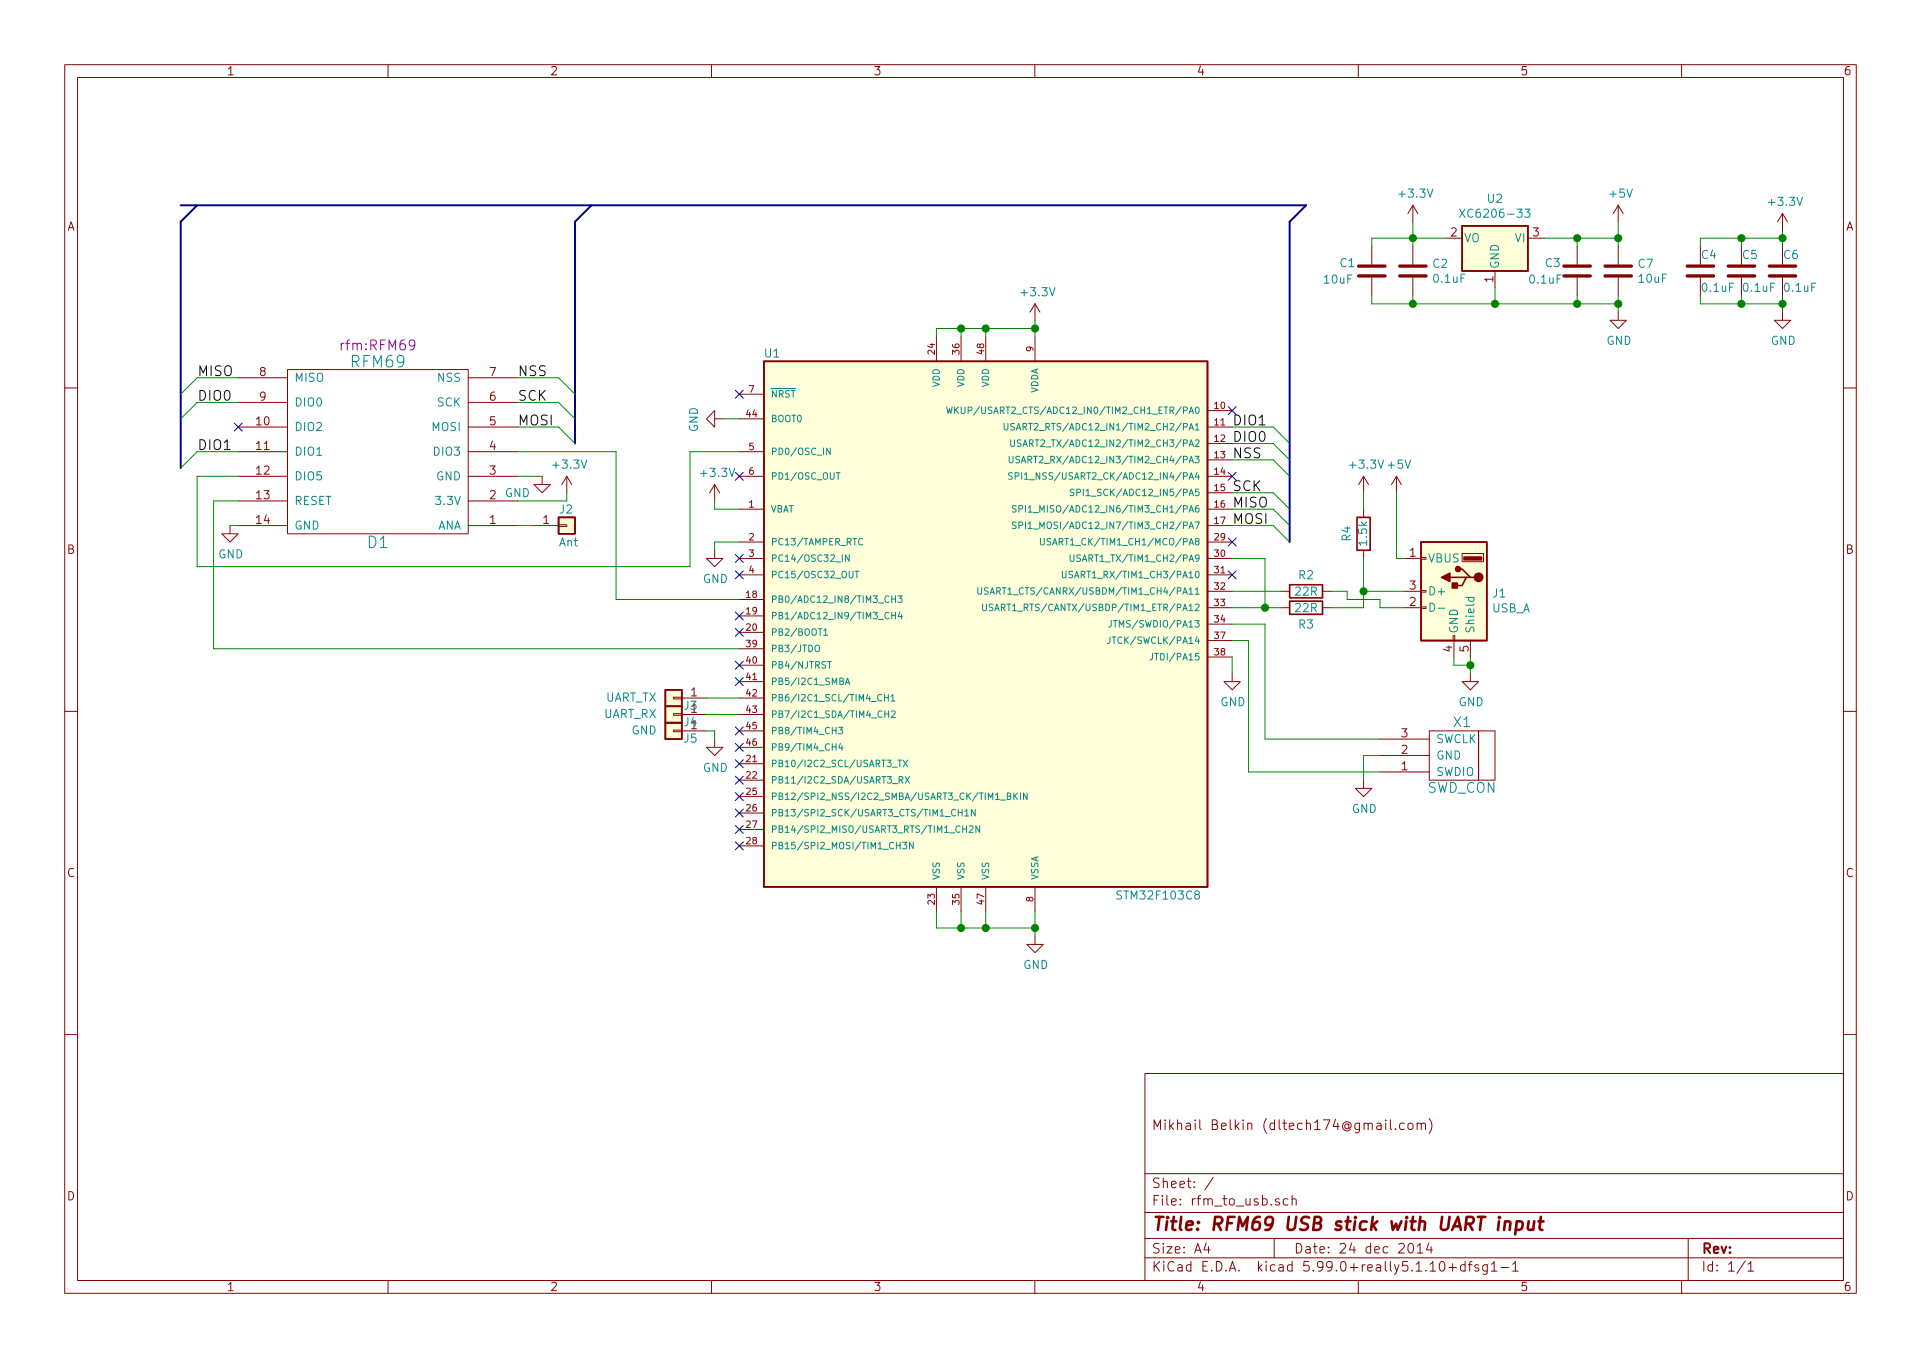 1 2 3 4 5 6
A A
B B
C C
D D
+3.3V
U2
XC6206-33
+5V
+3.3V
2 VO VI 3
GND
1
C1
10uF
C2
0.1uF
C3
0.1uF
C7
10uF
C4
0.1uF
C5
0.1uF
C6
0.1uF
GND
GND
rfm:RFM69
RFM69
MISO 8 MISO NSS 7 NSS
DIO0 9 DIO0 SCK 6 SCK
10 DIO2 MOSI 5 MOSI
DIO1 11 DIO1 DIO3 4
12 DIO5 GND 3 GND
13 RESET 3.3V 2 +3.3V
14 GND ANA 1
GND
D1
J2
1
Ant
+3.3V
U1
24 36 48 9
VDD VDD VDD VDDA
7 NRST
GND 44 BOOT0
5 PD0/OSC_IN
+3.3V 6 PD1/OSC_OUT
1 VBAT
2 PC13/TAMPER_RTC
GND
3 PC14/OSC32_IN
4 PC15/OSC32_OUT
18 PB0/ADC12_IN8/TIM3_CH3
19 PB1/ADC12_IN9/TIM3_CH4
20 PB2/BOOT1
39 PB3/JTDO
40 PB4/NJTRST
41 PB5/I2C1_SMBA
42 PB6/I2C1_SCL/TIM4_CH1
43 PB7/I2C1_SDA/TIM4_CH2
45 PB8/TIM4_CH3
46 PB9/TIM4_CH4
21 PB10/I2C2_SCL/USART3_TX
22 PB11/I2C2_SDA/USART3_RX
25 PB12/SPI2_NSS/I2C2_SMBA/USART3_CK/TIM1_BKIN
26 PB13/SPI2_SCK/USART3_CTS/TIM1_CH1N
27 PB14/SPI2_MISO/USART3_RTS/TIM1_CH2N
28 PB15/SPI2_MOSI/TIM1_CH3N
UART_TX 1 J3
UART_RX 1 J4
GND 1 J5
GND
WKUP/USART2_CTS/ADC12_IN0/TIM2_CH1_ETR/PA0 10
USART2_RTS/ADC12_IN1/TIM2_CH2/PA1 11 DIO1
USART2_TX/ADC12_IN2/TIM2_CH3/PA2 12 DIO0
USART2_RX/ADC12_IN3/TIM2_CH4/PA3 13 NSS
SPI1_NSS/USART2_CK/ADC12_IN4/PA4 14
SPI1_SCK/ADC12_IN5/PA5 15 SCK
SPI1_MISO/ADC12_IN6/TIM3_CH1/PA6 16 MISO
SPI1_MOSI/ADC12_IN7/TIM3_CH2/PA7 17 MOSI
USART1_CK/TIM1_CH1/MCO/PA8 29
USART1_TX/TIM1_CH2/PA9 30
USART1_RX/TIM1_CH3/PA10 31
USART1_CTS/CANRX/USBDM/TIM1_CH4/PA11 32
USART1_RTS/CANTX/USBDP/TIM1_ETR/PA12 33
JTMS/SWDIO/PA13 34
JTCK/SWCLK/PA14 37
JTDI/PA15 38
GND
VSS VSS VSS VSSA
23 35 47 8
STM32F103C8
GND
+3.3V +5V
R4
1.5k
R2
22R
22R
R3
1 VBUS
3 D+
2 D-
GND
Shield
4 5
J1
USB_A
GND
X1
3 SWCLK
2 GND
1 SWDIO
SWD_CON
GND
Mikhail Belkin (dltech174@gmail.com)
Sheet: /
File: rfm_to_usb.sch
Title: RFM69 USB stick with UART input
Size: A4 Date: 24 dec 2014 Rev:
KiCad E.D.A. kicad 5.99.0+really5.1.10+dfsg1-1 Id: 1/1
1 2 3 4 5 6